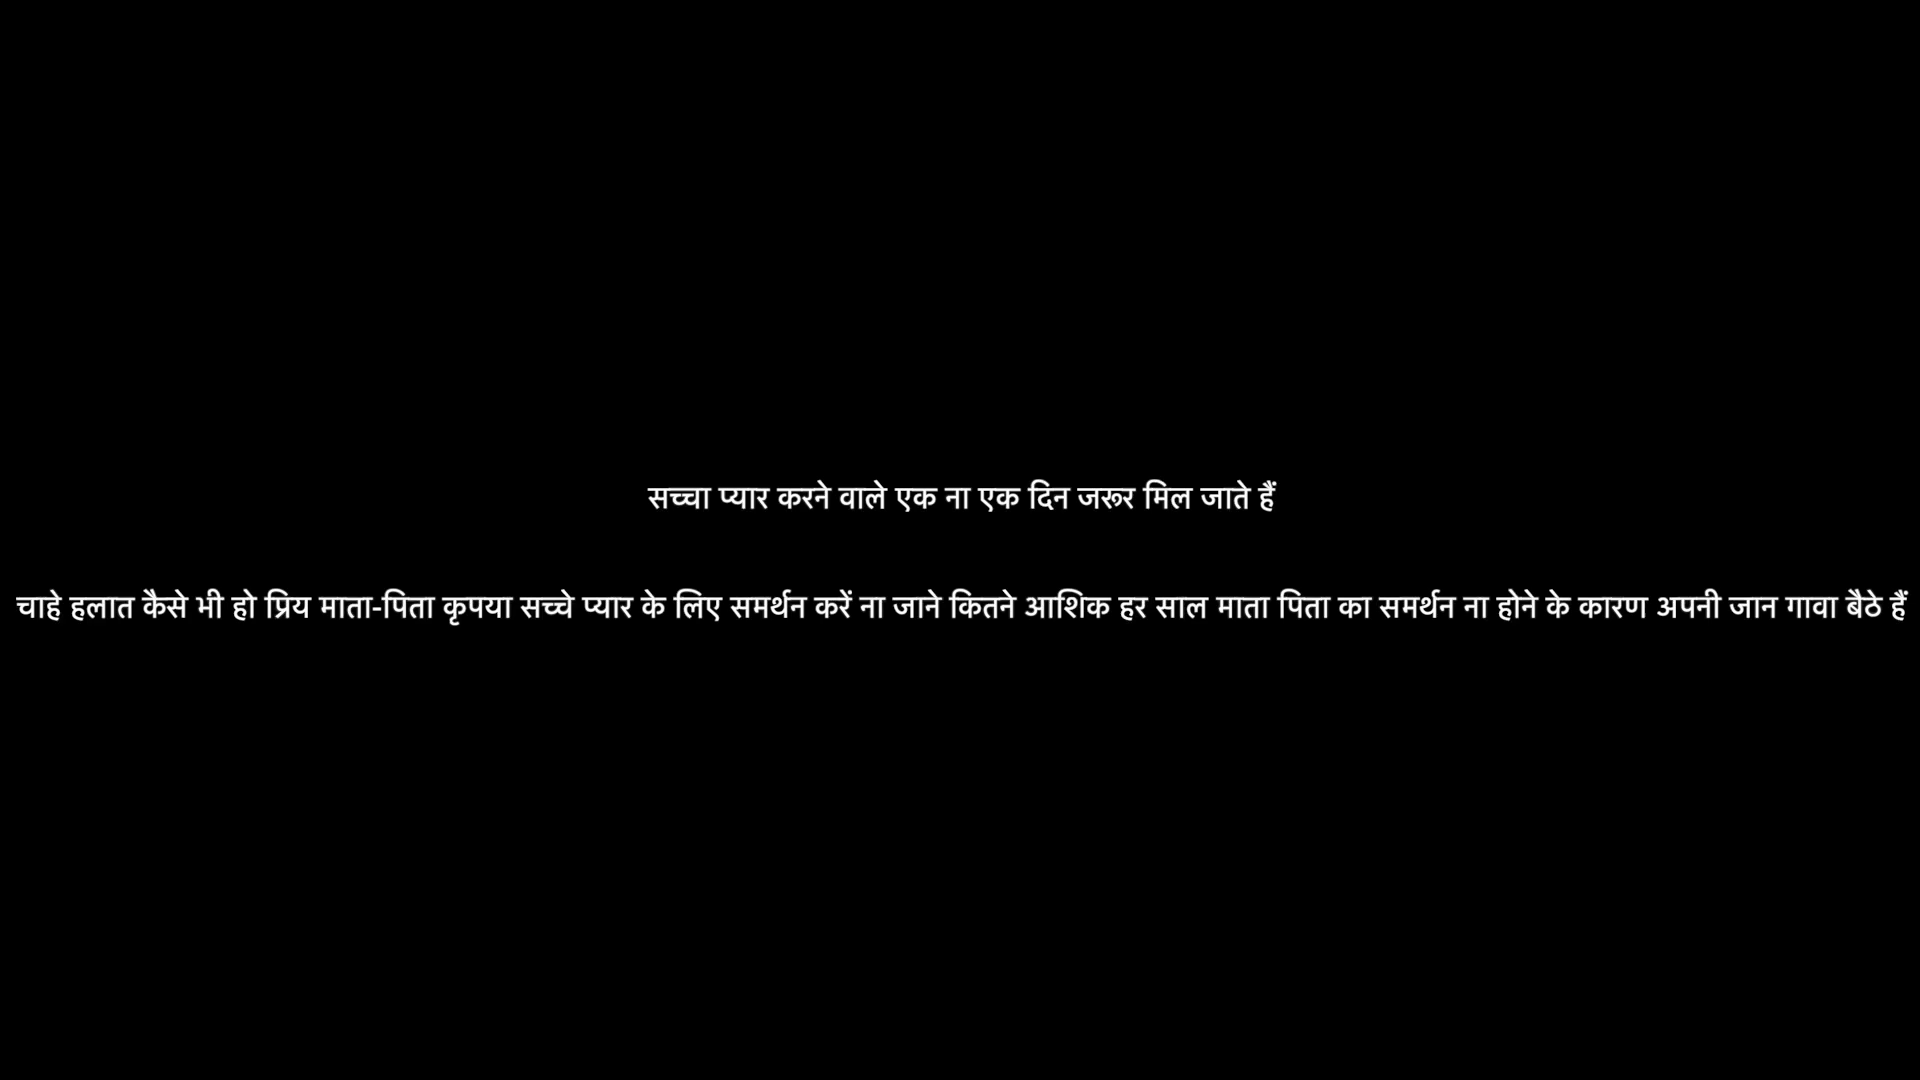 सच्चा प्यार करने वाले एक ना एक दिन जरूर मिल जाते हैं
चाहे हलात कैसे भी हो प्रिय माता-पिता कृपया सच्चे प्यार के लिए समर्थन करें ना जाने कितने आशिक हर साल माता पिता का समर्थन ना होने के कारण अपनी जान गावा बैठे हैं